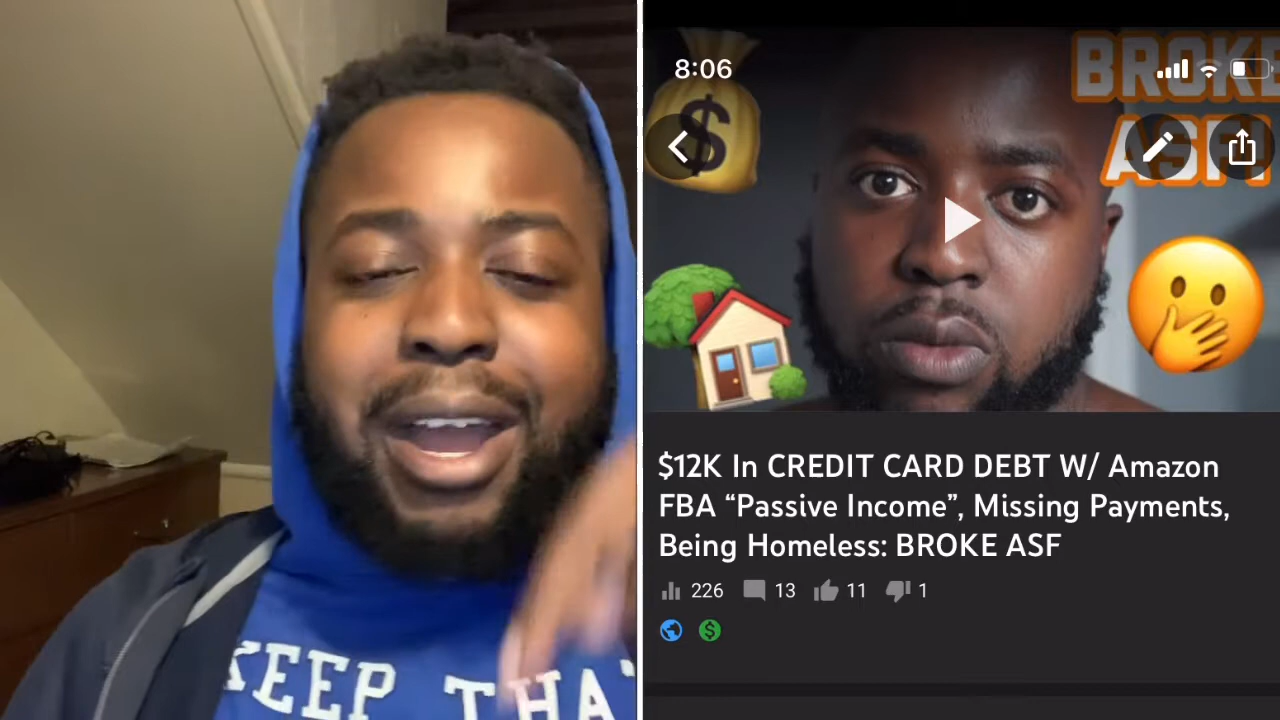 KEEP THA
8:06
BROKE
ASF!
$
$12K In CREDIT CARD DEBT W/ Amazon
FBA “Passive Income”, Missing Payments,
Being Homeless: BROKE ASF
226 13 11 1